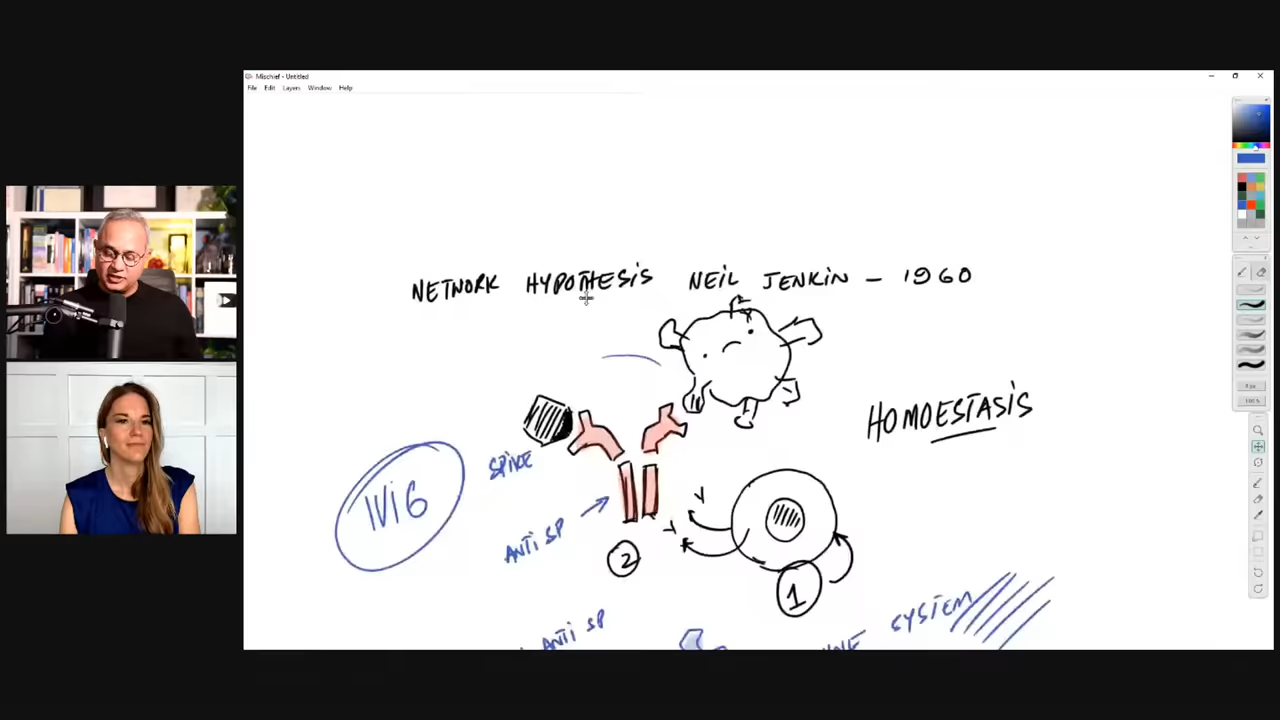 Mischief - Untitled
File Edit Layers Window Help
NETWORK HYPOTHESIS NEIL JENKIN – 1960
HOMOESTASIS
SPIKE
IVIG
ANTI SP
2
1
SYSTEM
ANTI SP